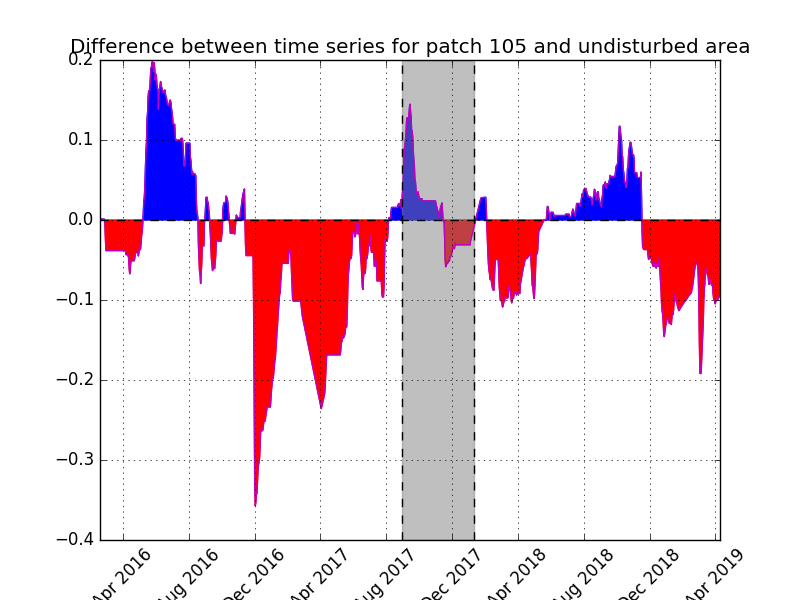 Difference between time series for patch 105 and undisturbed area
0.2
0.1
0.0
−0.1
−0.2
−0.3
−0.4
Apr 2016
Aug 2016
Dec 2016
Apr 2017
Aug 2017
Dec 2017
Apr 2018
Aug 2018
Dec 2018
Apr 2019